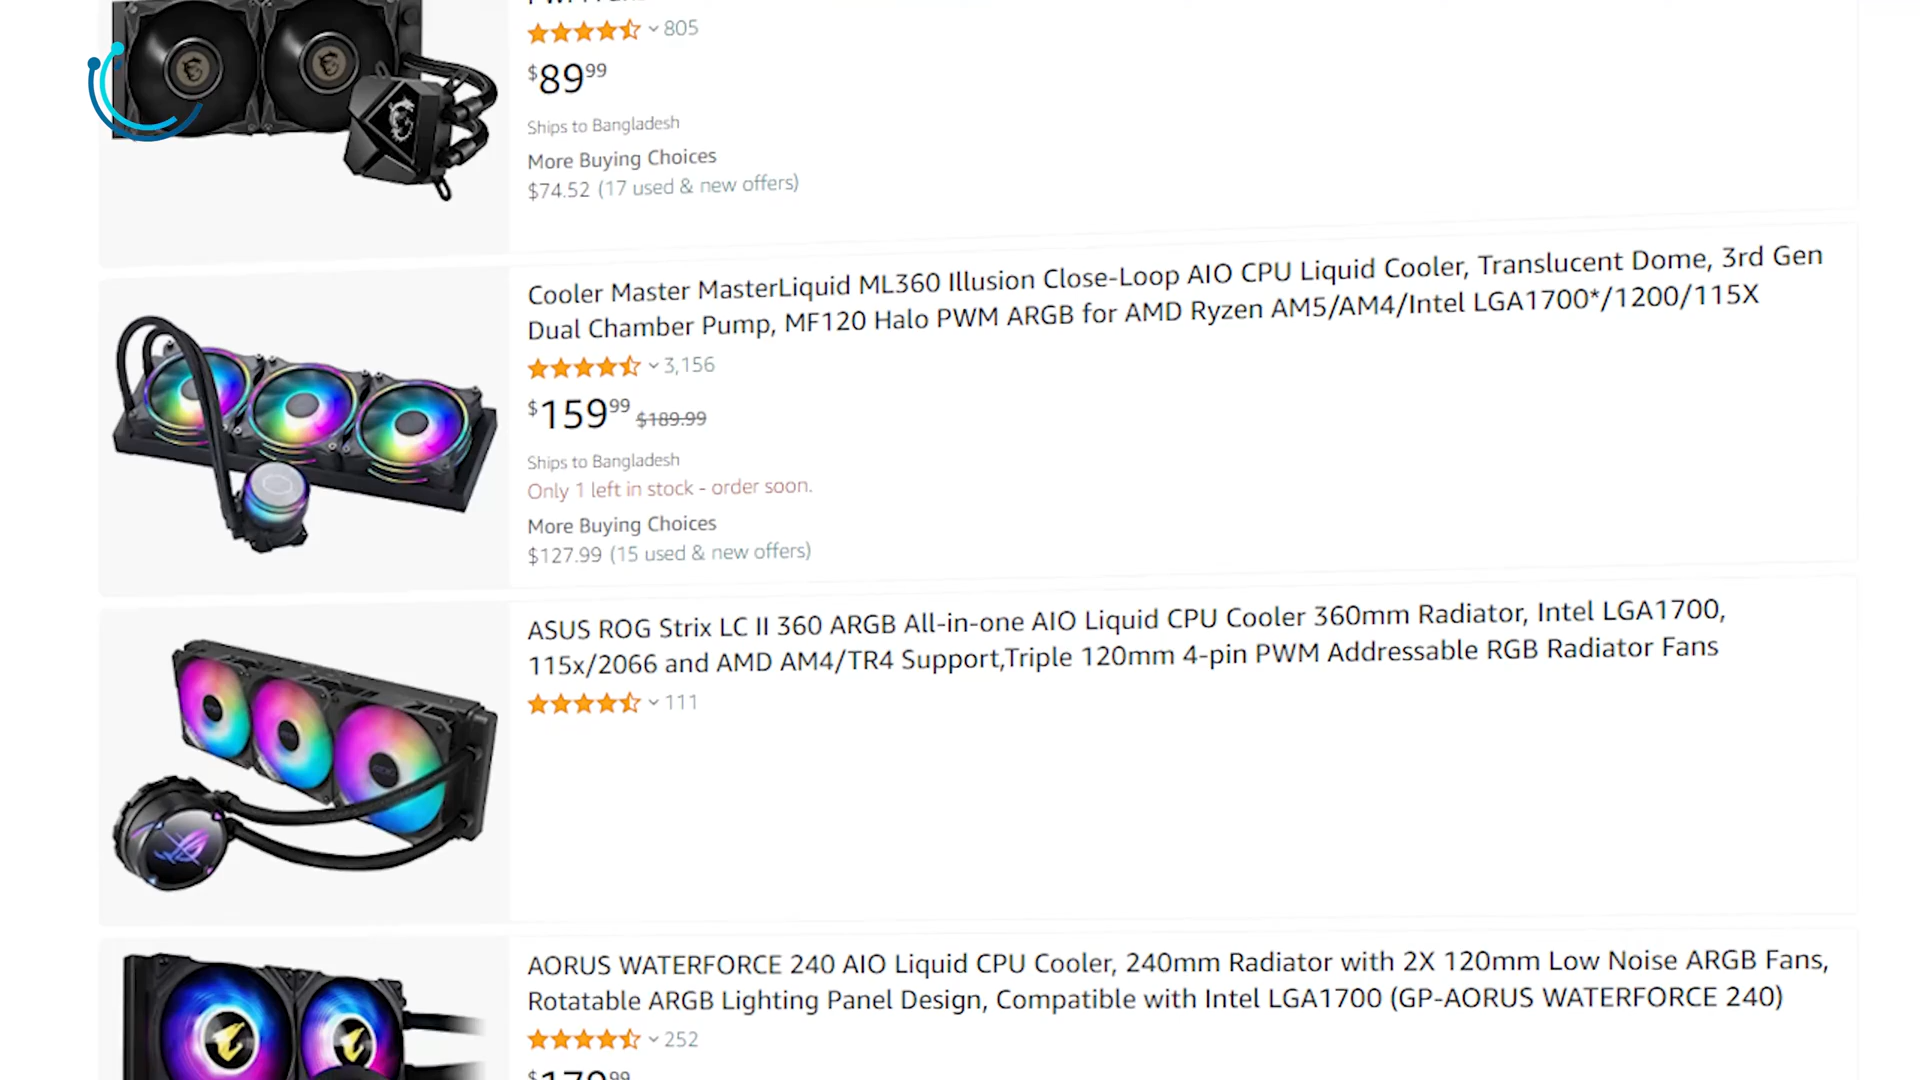 805
$89.99
Ships to Bangladesh
More Buying Choices
$74.52 (17 used & new offers)
Cooler Master MasterLiquid ML360 Illusion Close-Loop AIO CPU Liquid Cooler, Translucent Dome, 3rd Gen
Dual Chamber Pump, MF120 Halo PWM ARGB for AMD Ryzen AM5/AM4/Intel LGA1700*/1200/115X
3,156
$159.99 $189.99
Ships to Bangladesh
Only 1 left in stock - order soon.
More Buying Choices
$127.99 (15 used & new offers)
ASUS ROG Strix LC II 360 ARGB All-in-one AIO Liquid CPU Cooler 360mm Radiator, Intel LGA1700,
115x/2066 and AMD AM4/TR4 Support,Triple 120mm 4-pin PWM Addressable RGB Radiator Fans
111
AORUS WATERFORCE 240 AIO Liquid CPU Cooler, 240mm Radiator with 2X 120mm Low Noise ARGB Fans,
Rotatable ARGB Lighting Panel Design, Compatible with Intel LGA1700 (GP-AORUS WATERFORCE 240)
252